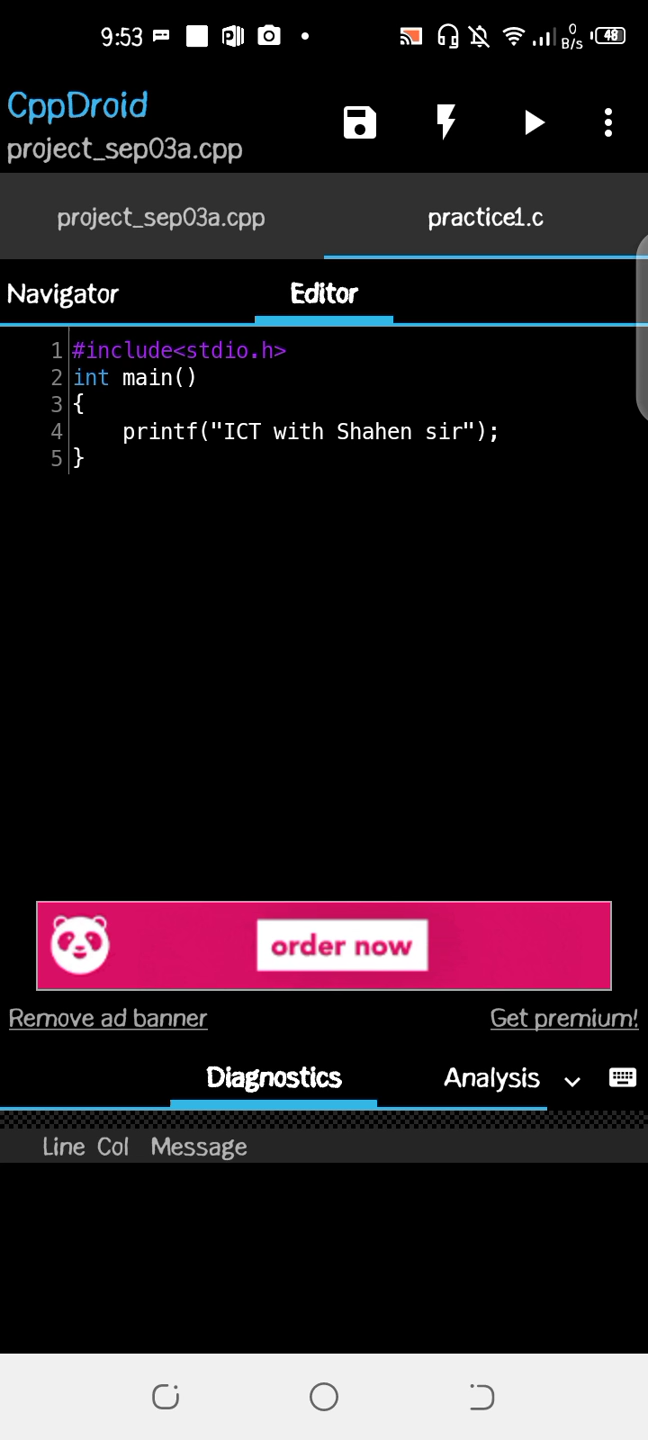 9:53
0
B/s
48
CppDroid
project_sep03a.cpp
project_sep03a.cpp
practice1.c
Navigator
Editor
1 #include<stdio.h>
2 int main()
3 {
4     printf("ICT with Shahen sir");
5 }
order now
Remove ad banner
Get premium!
Diagnostics
Analysis
Line Col Message